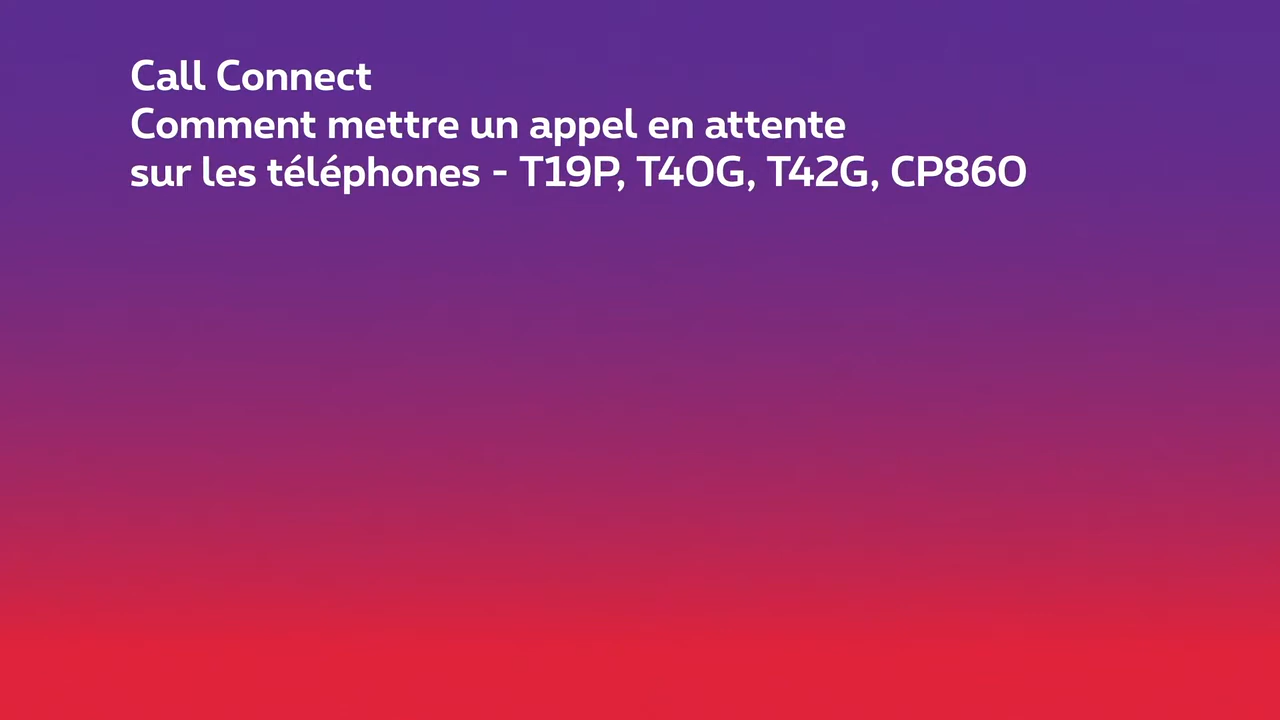 Call Connect
Comment mettre un appel en attente
sur les téléphones - T19P, T40G, T42G, CP860